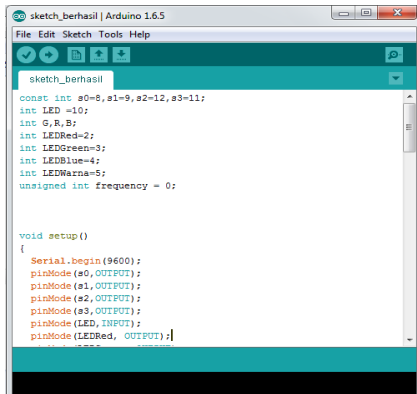 sketch_berhasil | Arduino 1.6.5
File Edit Sketch Tools Help
sketch_berhasil
const int s0=8,s1=9,s2=12,s3=11;
int LED =10;
int G,R,B;
int LEDRed=2;
int LEDGreen=3;
int LEDBlue=4;
int LEDWarna=5;
unsigned int frequency = 0;
void setup()
{
Serial.begin(9600);
pinMode(s0,OUTPUT);
pinMode(s1,OUTPUT);
pinMode(s2,OUTPUT);
pinMode(s3,OUTPUT);
pinMode(LED,INPUT);
pinMode(LEDRed, OUTPUT);